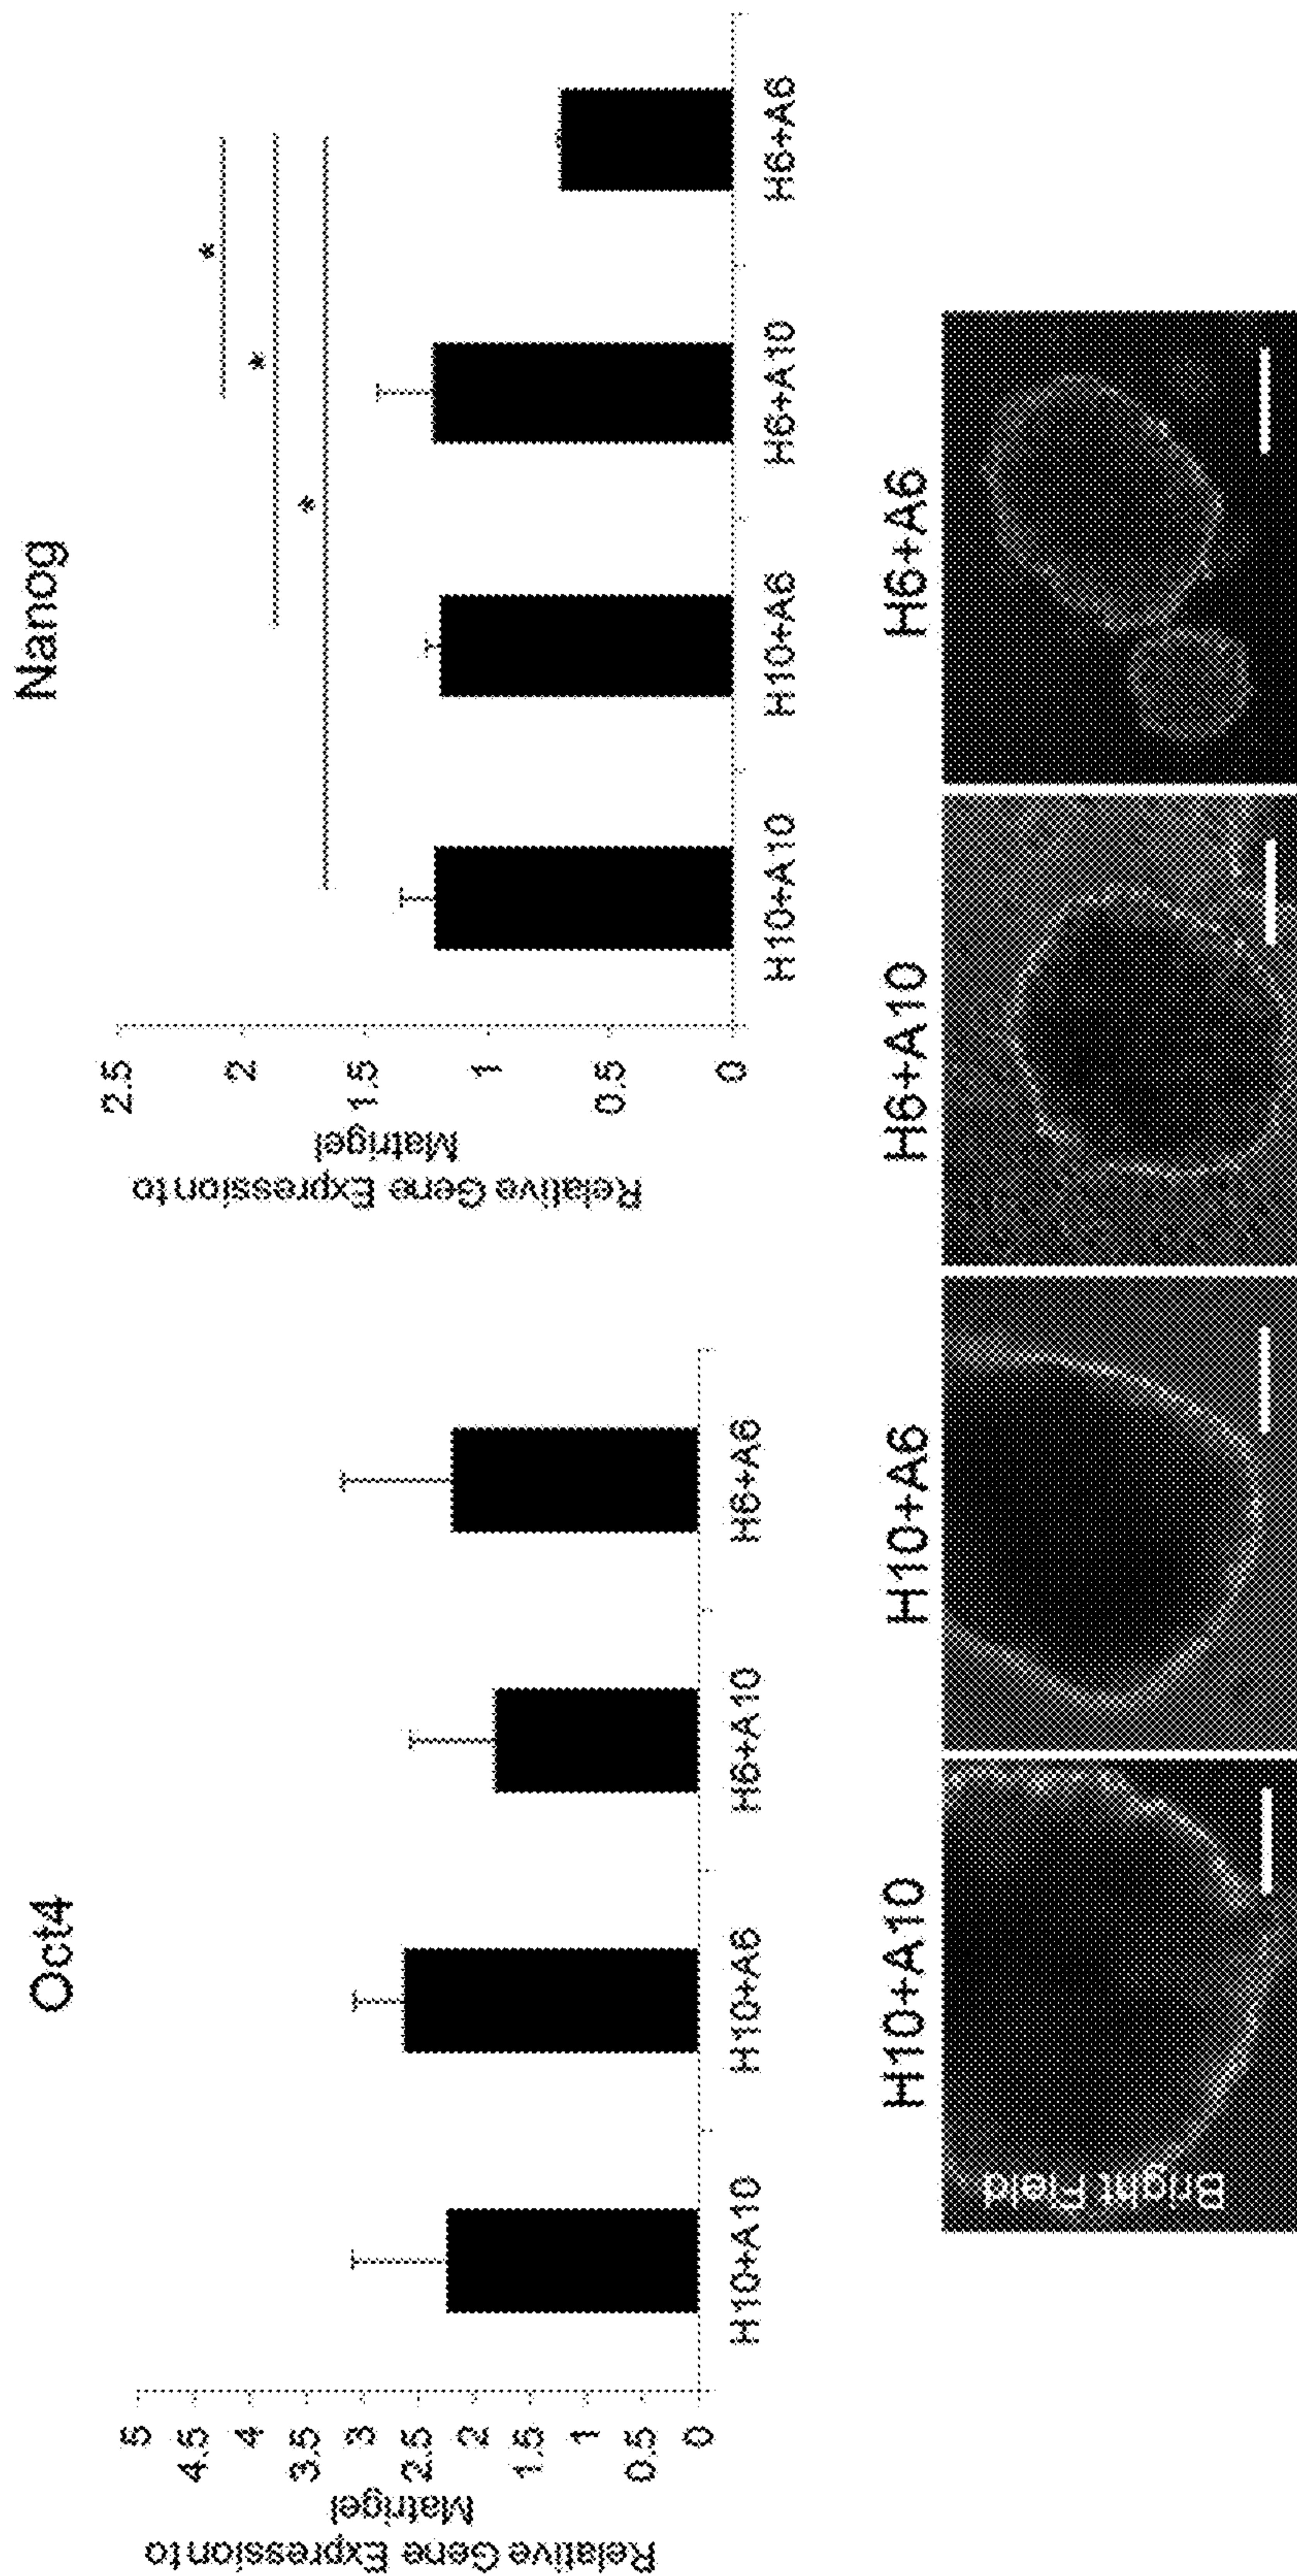 Oct4
Relative Gene Expression to
Matrigel
5
4.5
4
3.5
3
2.5
2
1.5
1
0.5
0
H10+A10
H10+A6
H6+A10
H6+A6
Nanog
Relative Gene Expression to
Matrigel
2.5
2
1.5
1
0.5
0
*
*
*
H10+A10
H10+A6
H6+A10
H6+A6
H10+A10
H10+A6
H6+A10
H6+A6
Bright Field